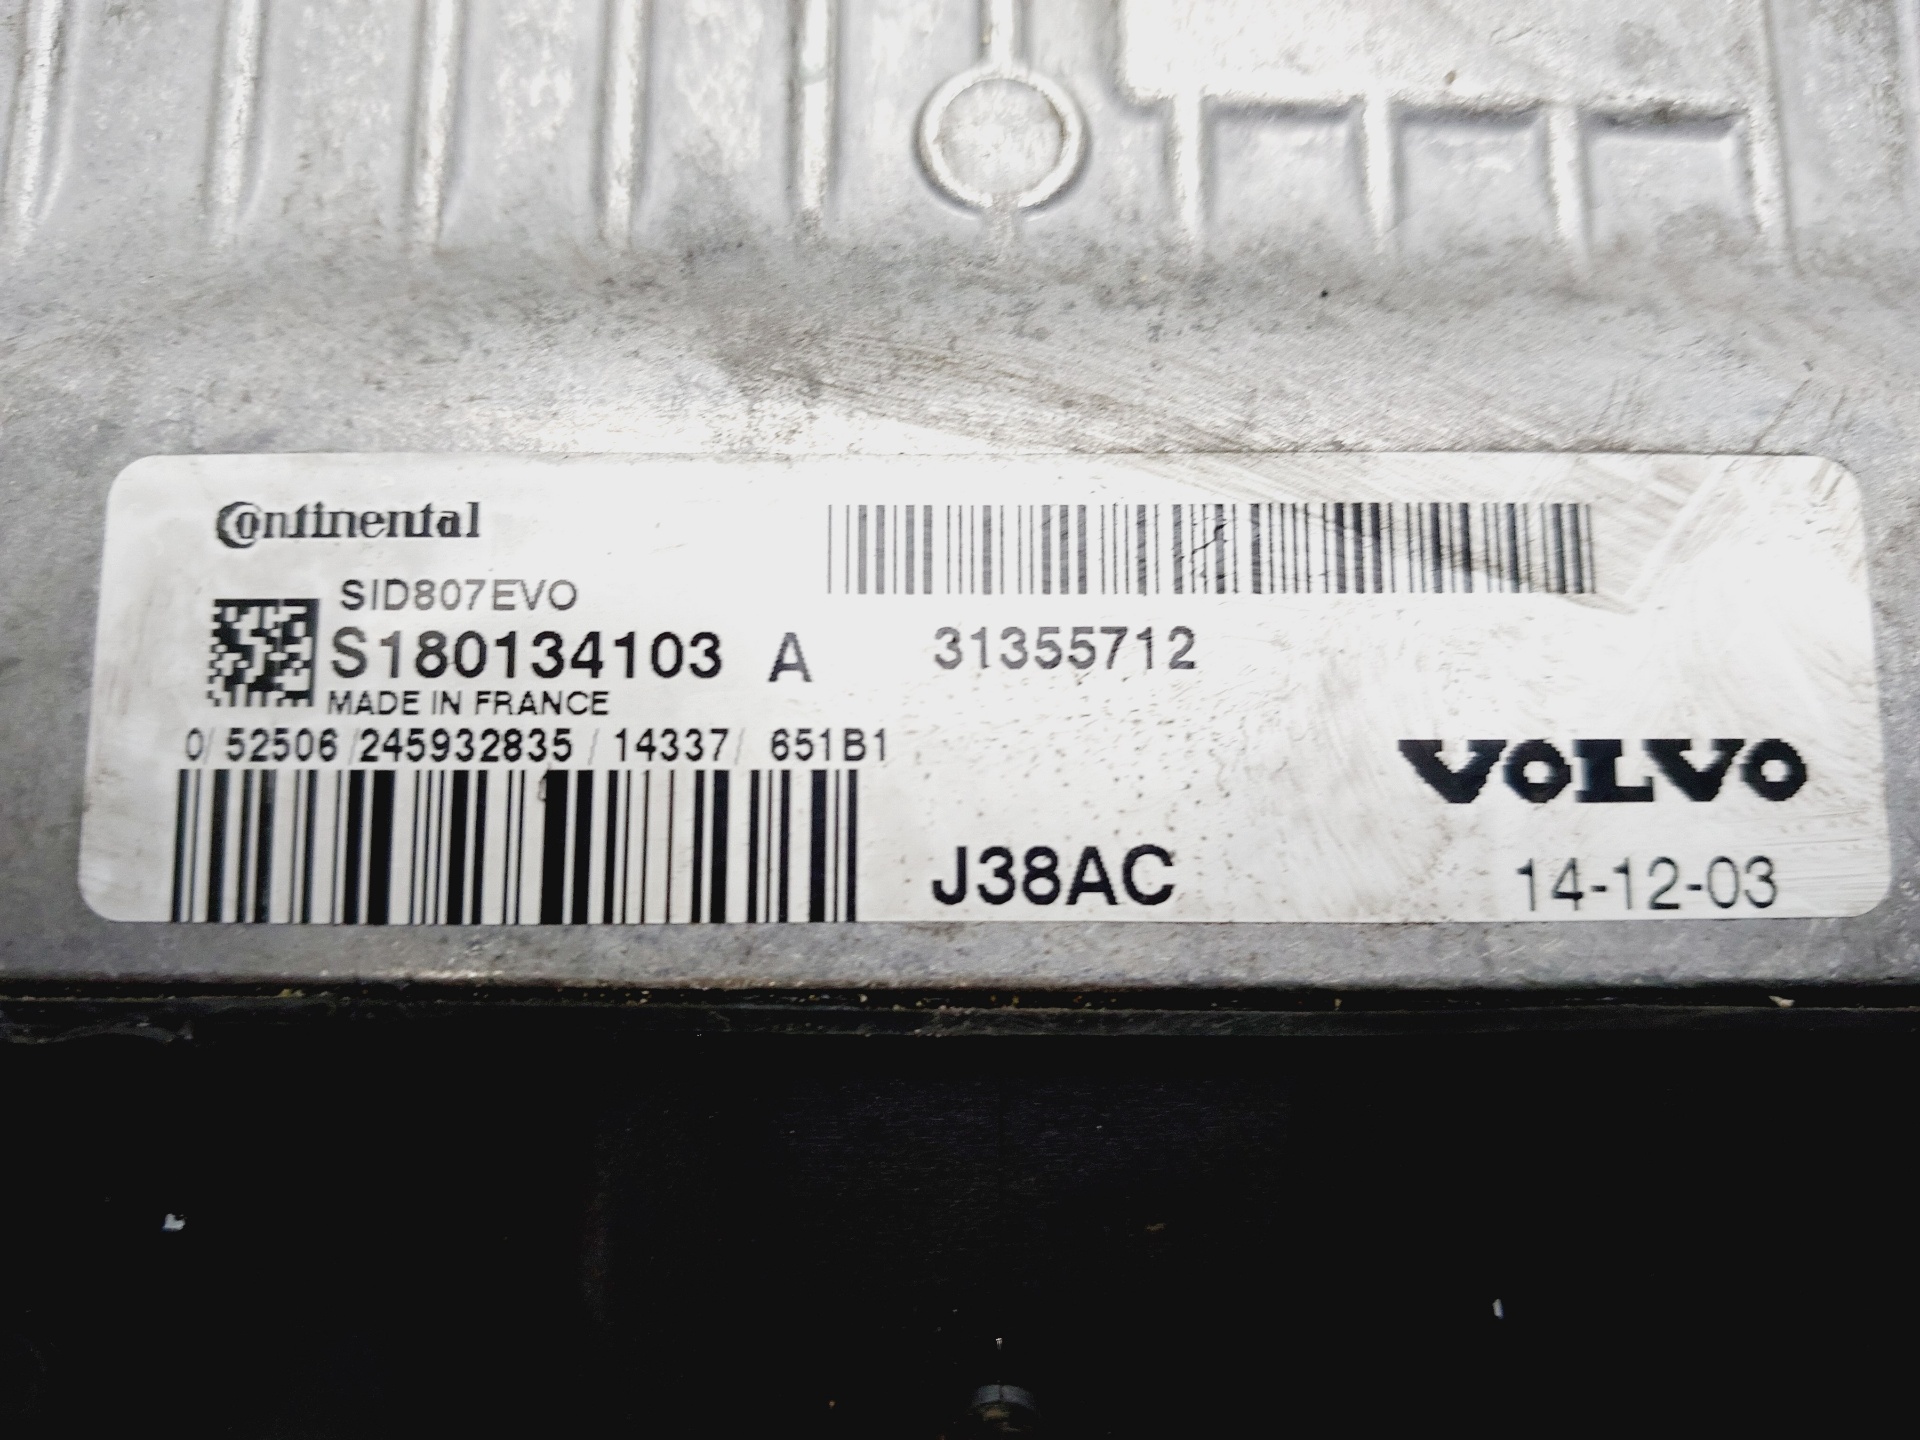 Continental
SID807EVO
S180134103 A
MADE IN FRANCE
0/52506/245932835/14337/651B1
31355712
VOLVO
J38AC
14-12-03